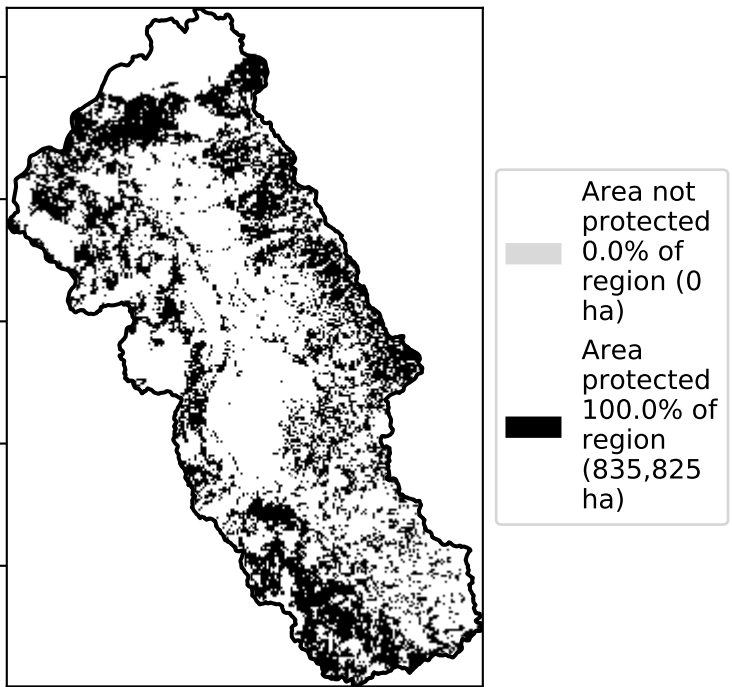 Area not
protected
0.0% of
region (0
ha)
Area
protected
100.0% of
region
(835,825
ha)